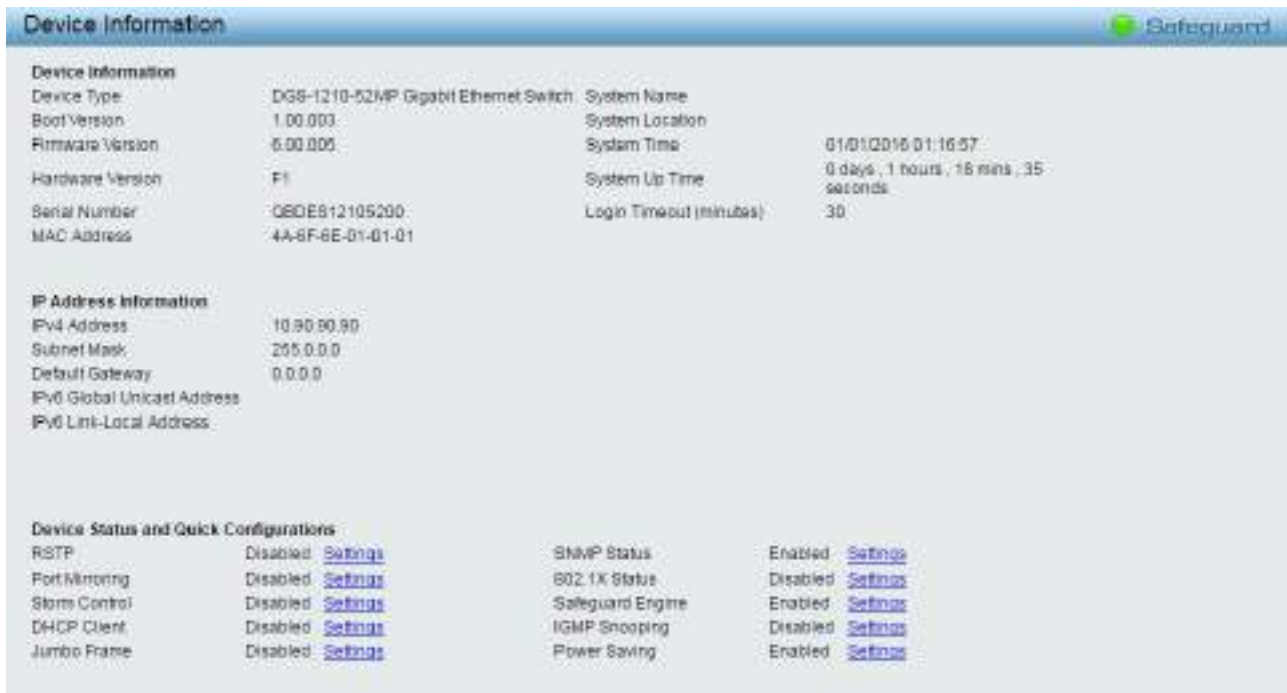 Device Information
Safeguard
Device Information
Device Type DGS-1210-52MP Gigabit Ethernet Switch System Name
Boot Version 1.00.003 System Location
Firmware Version 6.00.005 System Time 01/01/2016 01:16:57
Hardware Version F1 System Up Time 0 days , 1 hours , 16 mins , 35 seconds
Serial Number QBDES12105200 Login Timeout (minutes) 30
MAC Address 4A-6F-6E-01-01-01
IP Address Information
IPv4 Address 10.90.90.90
Subnet Mask 255.0.0.0
Default Gateway 0.0.0.0
IPv6 Global Unicast Address
IPv6 Link-Local Address
Device Status and Quick Configurations
RSTP Disabled Settings SNMP Status Enabled Settings
Port Mirroring Disabled Settings 802.1X Status Disabled Settings
Storm Control Disabled Settings Safeguard Engine Enabled Settings
DHCP Client Disabled Settings IGMP Snooping Disabled Settings
Jumbo Frame Disabled Settings Power Saving Enabled Settings